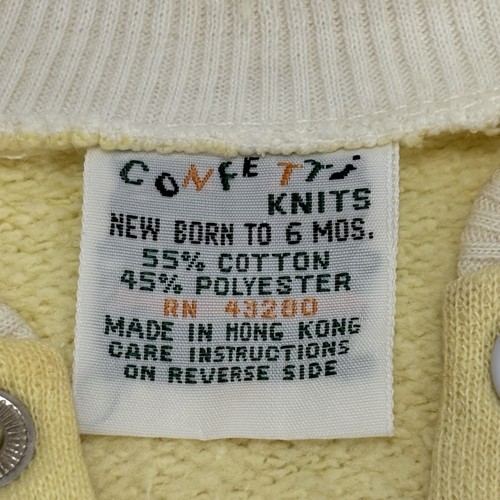 CONFETTI
KNITS
NEW BORN TO 6 MOS.
55% COTTON
45% POLYESTER
RN 43280
MADE IN HONG KONG
CARE INSTRUCTIONS
ON REVERSE SIDE